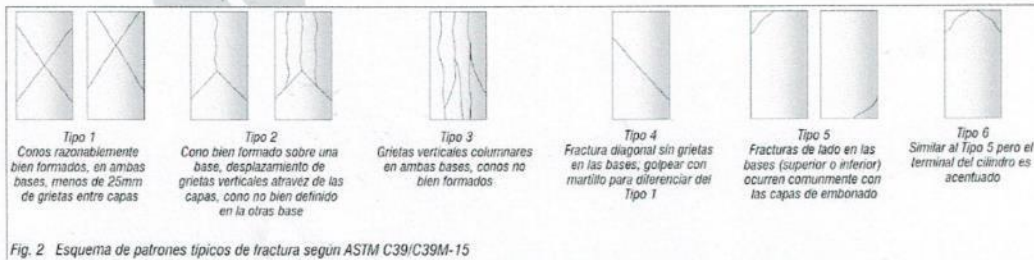 Tipo 1
Conos razonablemente
bien formados, en ambas
bases, menos de 25mm
de grietas entre capas
Tipo 2
Cono bien formado sobre una
base, desplazamiento de
grietas verticales atravéz de las
capas, cono no bien definido
en la otras base
Tipo 3
Grietas verticales columnares
en ambas bases, conos no
bien formados
Tipo 4
Fractura diagonal sin grietas
en las bases; golpear con
martillo para diferenciar del
Tipo 1
Tipo 5
Fracturas de lado en las
bases (superior o inferior)
ocurren comunmente con
las capas de embonado
Tipo 6
Similar al Tipo 5 pero el
terminal del cilindro es
acentuado
Fig. 2 Esquema de patrones típicos de fractura según ASTM C39/C39M-15